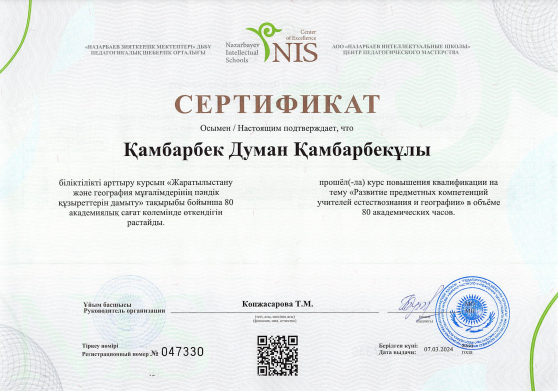 «НАЗАРБАЕВ ЗИЯТКЕРЛІК МЕКТЕПТЕРІ» ДББҰ
ПЕДАГОГИКАЛЫҚ ШЕБЕРЛІК ОРТАЛЫҒЫ
Nazarbayev
Intellectual
Schools
Center
of Excellence
NIS
АОО «НАЗАРБАЕВ ИНТЕЛЛЕКТУАЛЬНЫЕ ШКОЛЫ»
ЦЕНТР ПЕДАГОГИЧЕСКОГО МАСТЕРСТВА
СЕРТИФИКАТ
Осымен / Настоящим подтверждает, что
Қамбарбек Думан Қамбарбекұлы
біліктілікті арттыру курсын «Жаратылыстану
және география мұғалімдерінің пәндік
құзыреттерін дамыту» тақырыбы бойынша 80
академиялық сағат көлемінде өткендігін
растайды.
прошёл(-ла) курс повышения квалификации на
тему «Развитие предметных компетенций
учителей естествознания и географии» в объёме
80 академических часов.
Ұйым басшысы
Руководитель организации
Копжасарова Т.М.
Тіркеу нөмірі
Регистрационный номер № 047330
Берілген күні:
Дата выдачи: 07.03.2024